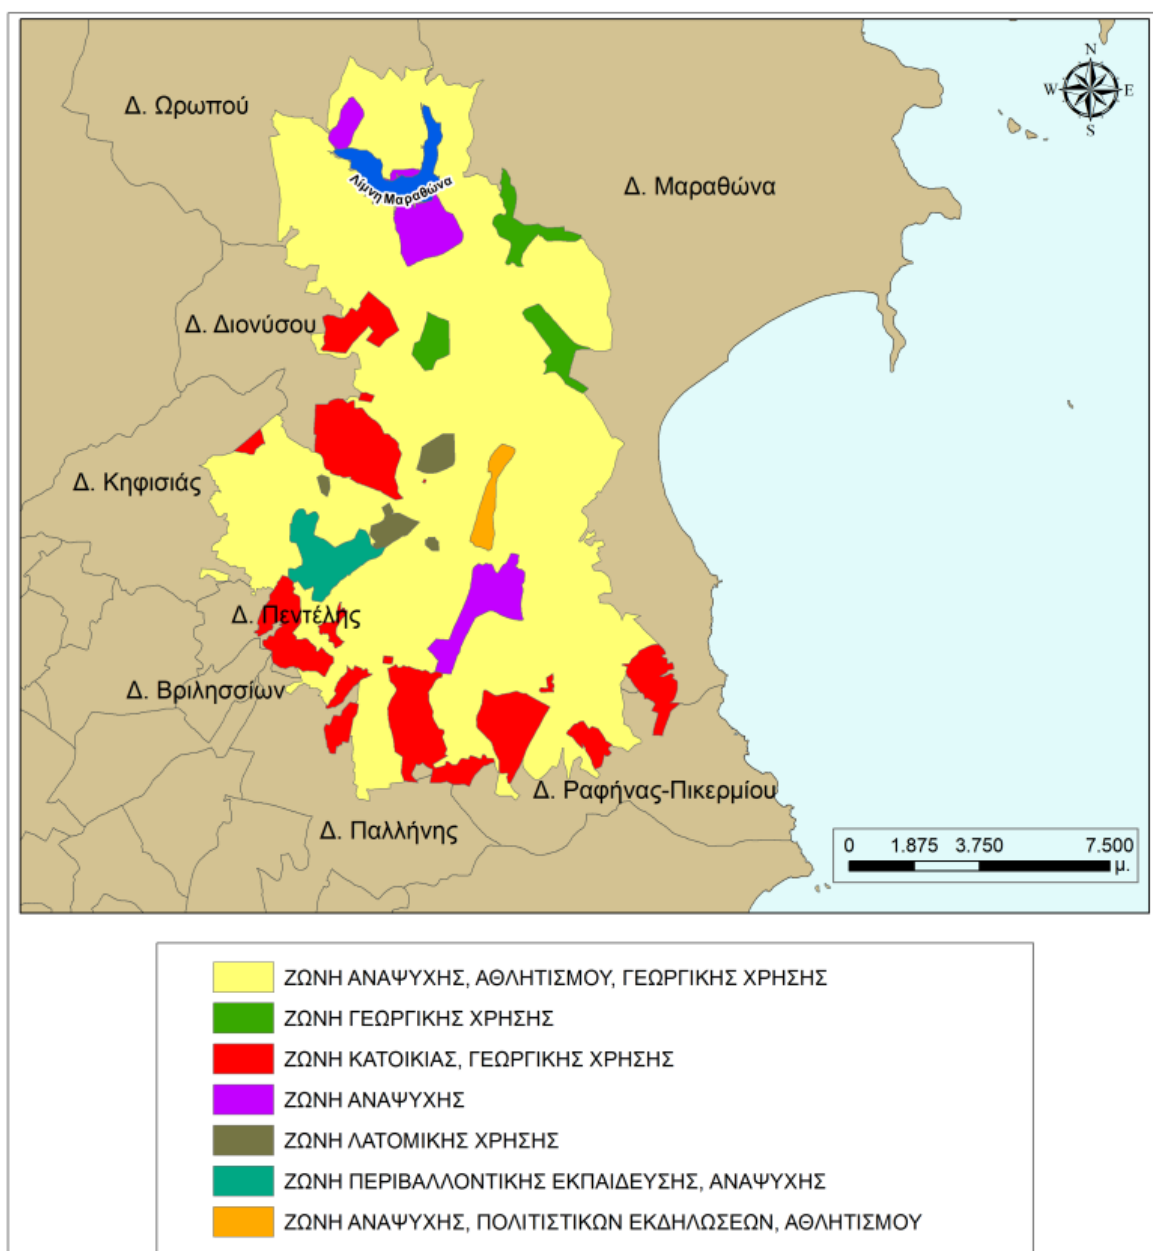 N
W E
S
Δ. Ωρωπού
Δ. Μαραθώνα
Λίμνη Μαραθώνα
Δ. Διονύσου
Δ. Κηφισιάς
Δ. Πεντέλης
Δ. Βριλησσίων
Δ. Ραφήνας-Πικερμίου
Δ. Παλλήνης
0 1.875 3.750 7.500
μ.
ΖΩΝΗ ΑΝΑΨΥΧΗΣ, ΑΘΛΗΤΙΣΜΟΥ, ΓΕΩΡΓΙΚΗΣ ΧΡΗΣΗΣ
ΖΩΝΗ ΓΕΩΡΓΙΚΗΣ ΧΡΗΣΗΣ
ΖΩΝΗ ΚΑΤΟΙΚΙΑΣ, ΓΕΩΡΓΙΚΗΣ ΧΡΗΣΗΣ
ΖΩΝΗ ΑΝΑΨΥΧΗΣ
ΖΩΝΗ ΛΑΤΟΜΙΚΗΣ ΧΡΗΣΗΣ
ΖΩΝΗ ΠΕΡΙΒΑΛΛΟΝΤΙΚΗΣ ΕΚΠΑΙΔΕΥΣΗΣ, ΑΝΑΨΥΧΗΣ
ΖΩΝΗ ΑΝΑΨΥΧΗΣ, ΠΟΛΙΤΙΣΤΙΚΩΝ ΕΚΔΗΛΩΣΕΩΝ, ΑΘΛΗΤΙΣΜΟΥ